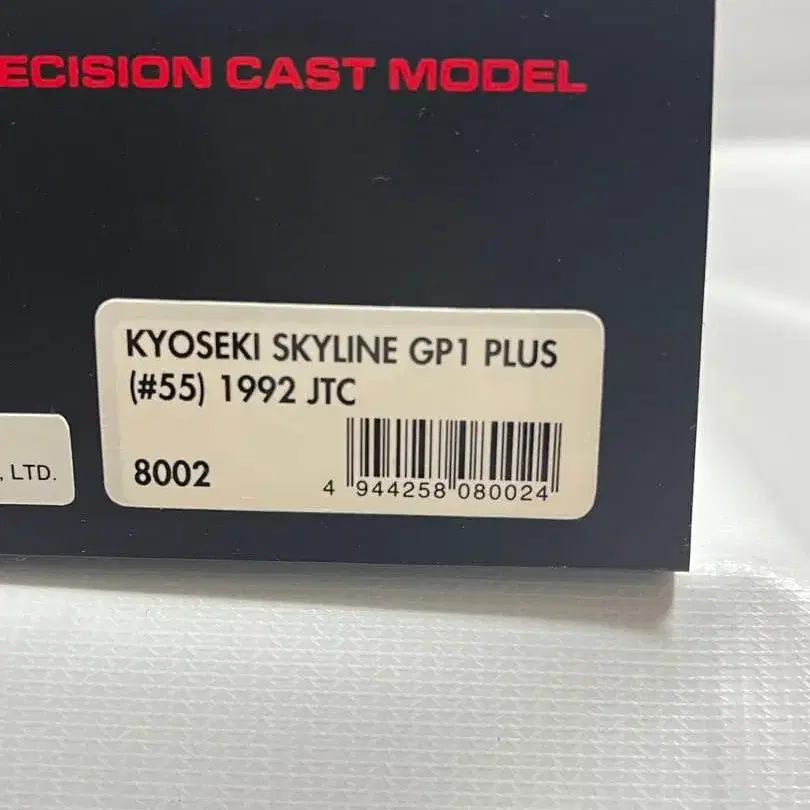 ECISION CAST MODEL
KYOSEKI SKYLINE GP1 PLUS
(#55) 1992 JTC
8002
4 944258 080024
, LTD.